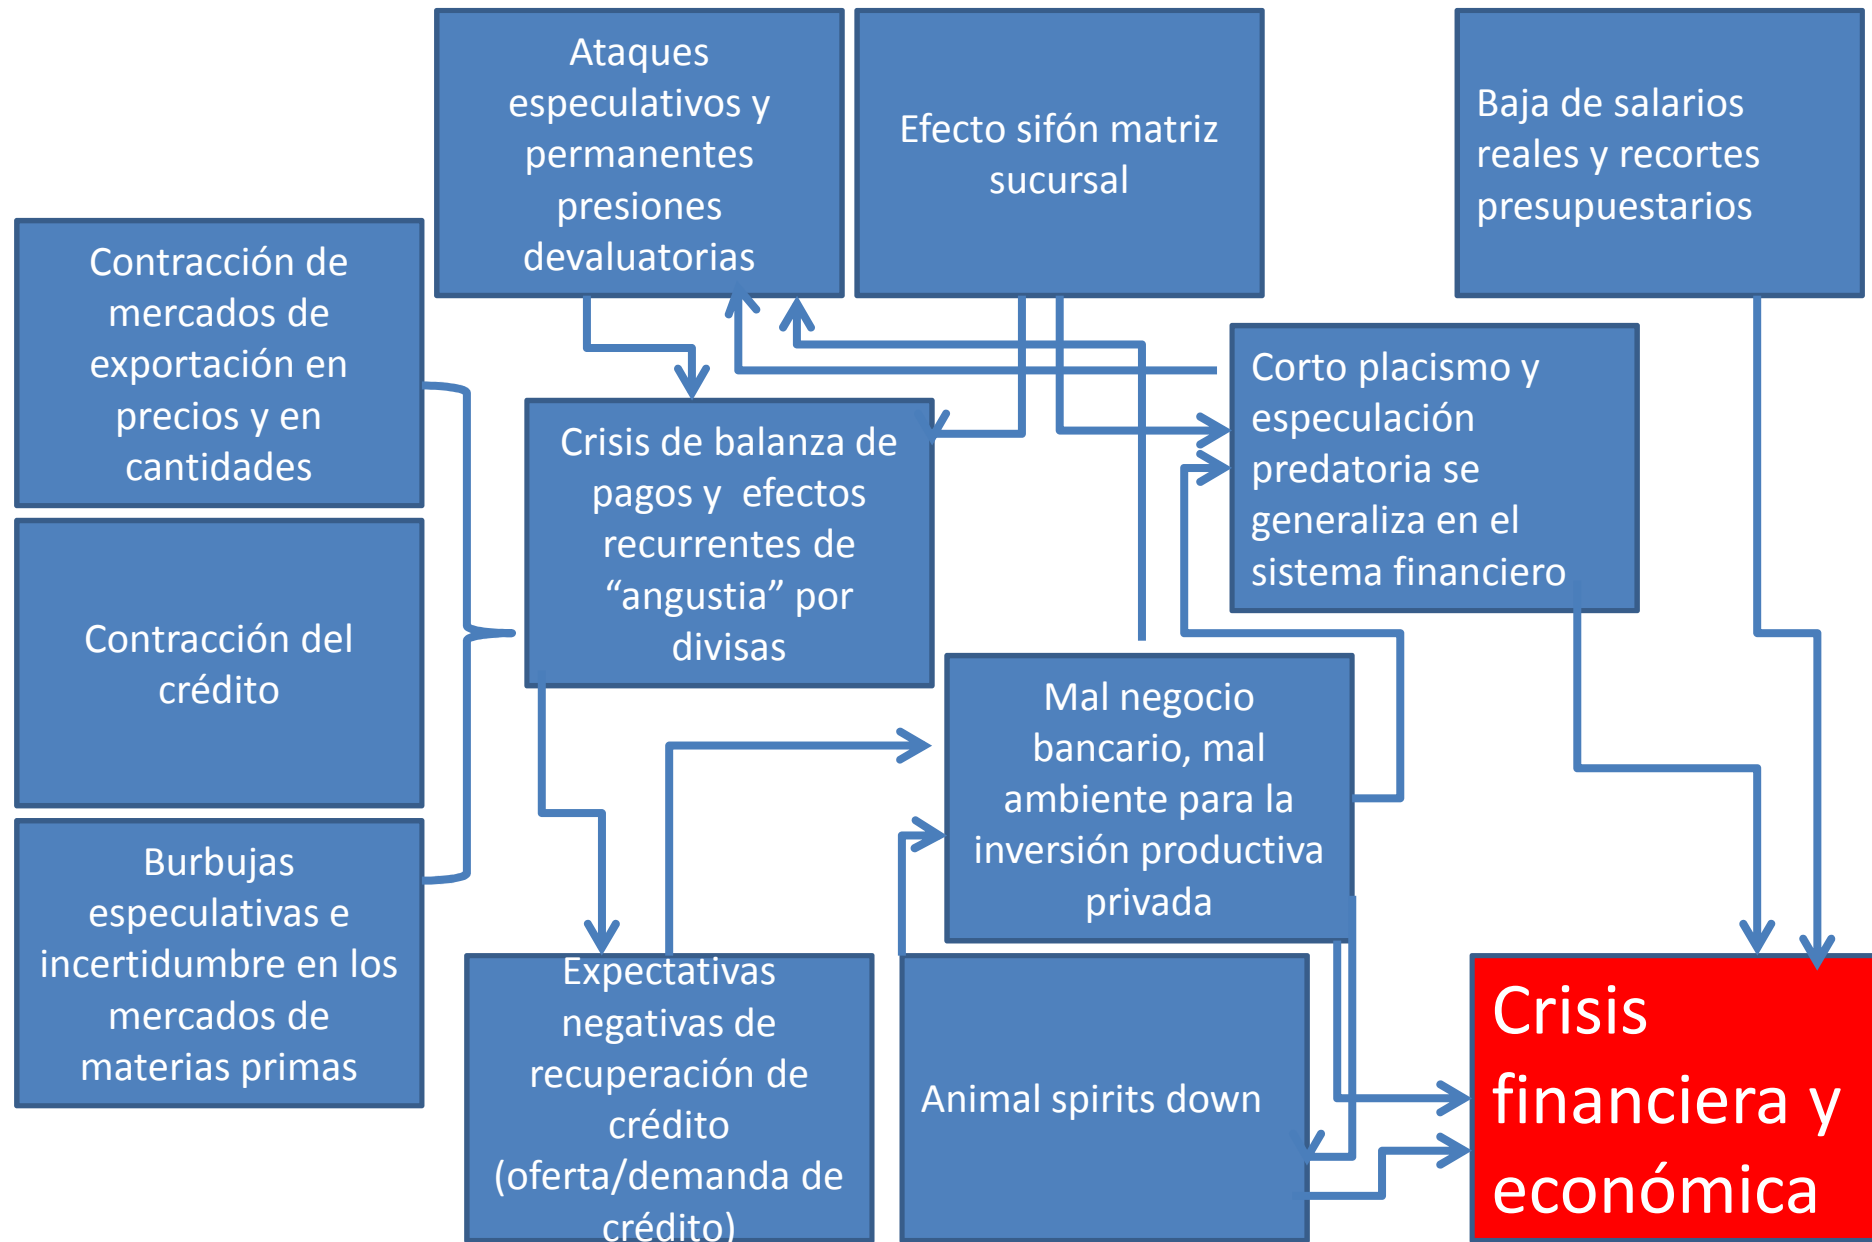 Ataques
especulativos y
permanentes
presiones
devaluatorias
Efecto sifón matriz
sucursal
Baja de salarios
reales y recortes
presupuestarios
Contracción de
mercados de
exportación en
precios y en
cantidades
Corto placismo y
especulación
predatoria se
generaliza en el
sistema financiero
Crisis de balanza de
pagos y  efectos
recurrentes de
“angustia” por
divisas
Contracción del
crédito
Mal negocio
bancario, mal
ambiente para la
inversión productiva
privada
Burbujas
especulativas e
incertidumbre en los
mercados de
materias primas
Expectativas
negativas de
recuperación de
crédito
(oferta/demanda de
crédito)
Animal spirits down
Crisis
financiera y
económica